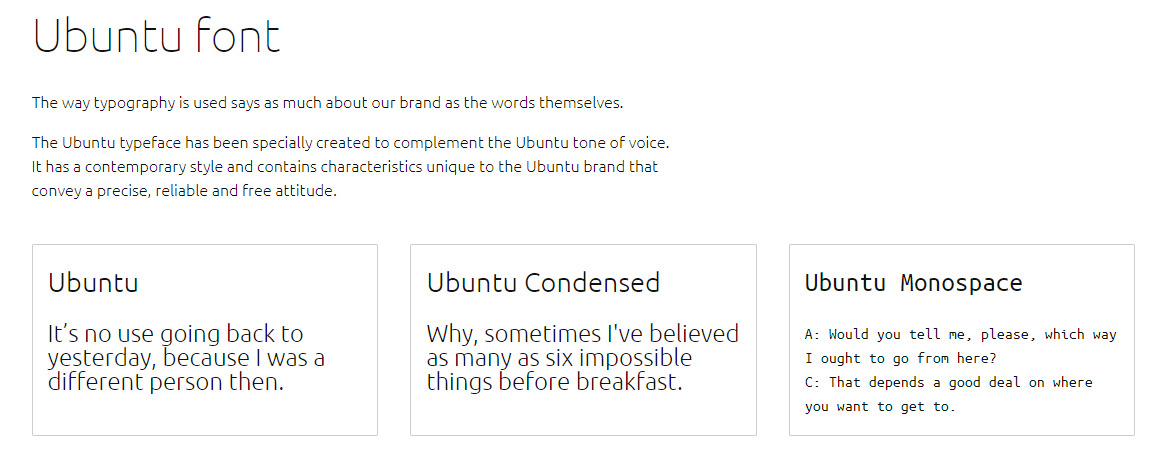 Ubuntu font
The way typography is used says as much about our brand as the words themselves.
The Ubuntu typeface has been specially created to complement the Ubuntu tone of voice.
It has a contemporary style and contains characteristics unique to the Ubuntu brand that
convey a precise, reliable and free attitude.
Ubuntu
It’s no use going back to
yesterday, because I was a
different person then.
Ubuntu Condensed
Why, sometimes I've believed
as many as six impossible
things before breakfast.
Ubuntu Monospace
A: Would you tell me, please, which way
I ought to go from here?
C: That depends a good deal on where
you want to get to.